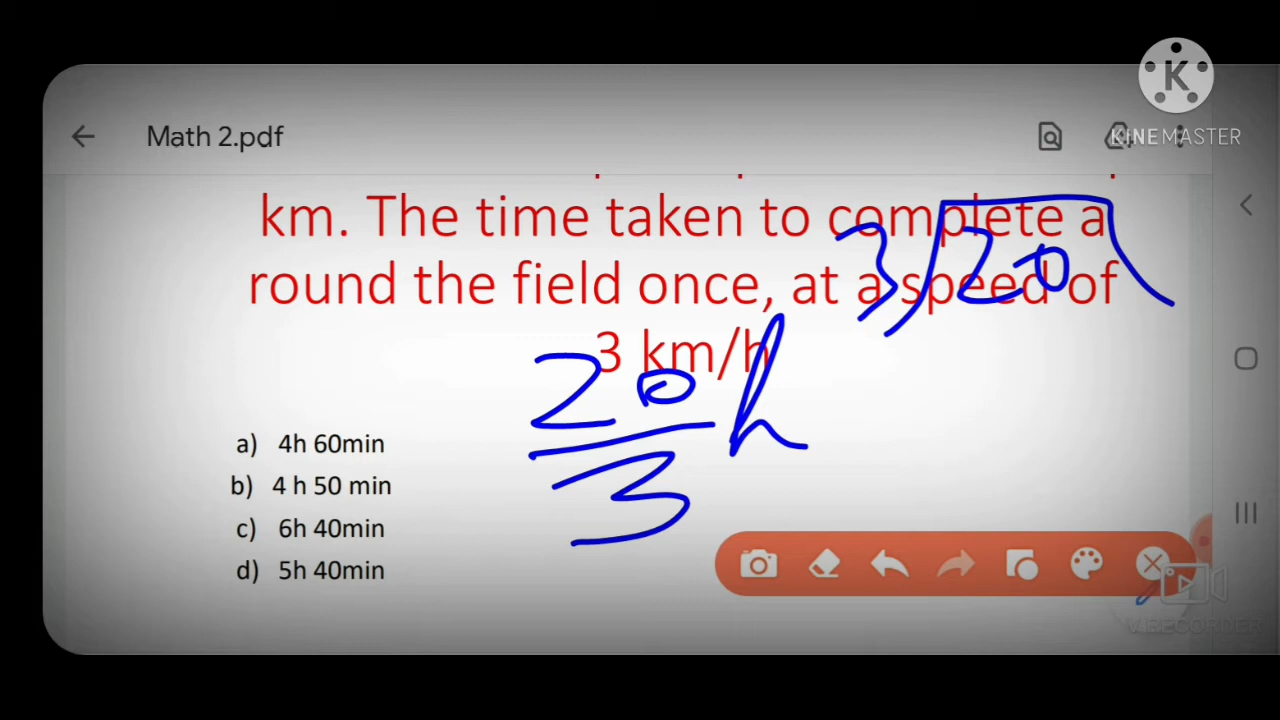 K
KINEMASTER
Math 2.pdf
km. The time taken to complete a
round the field once, at a speed of
3 km/h
3 20
20 h
3
a) 4h 60min
b) 4 h 50 min
c) 6h 40min
d) 5h 40min
V RECORDER